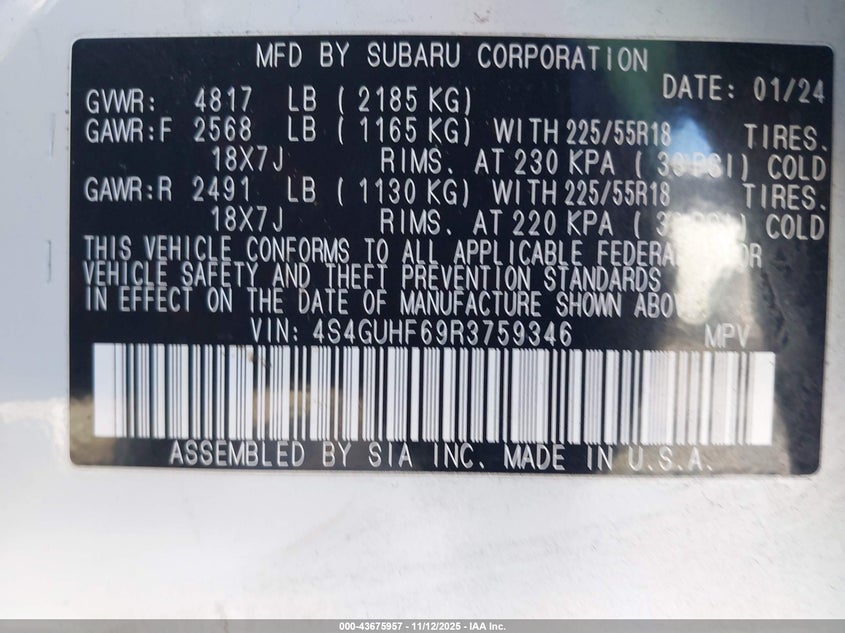 MFD BY SUBARU CORPORATION
DATE: 01/24
GVWR: 4817 LB ( 2185 KG)
GAWR:F 2568 LB ( 1165 KG) WITH 225/55R18 TIRES.
18X7J RIMS. AT 230 KPA ( PSI) COLD
GAWR:R 2491 LB ( 1130 KG) WITH 225/55R18 TIRES.
18X7J RIMS. AT 220 KPA ( PSI) COLD
THIS VEHICLE CONFORMS TO ALL APPLICABLE
VEHICLE SAFETY AND THEFT PREVENTION STANDARDS
IN EFFECT ON THE DATE OF MANUFACTURE SHOWN
VIN: 4S4GUHF69R3759346 MPV
ASSEMBLED BY SIA INC. MADE IN U.S.A.
000-43675957 - 11/12/2025 - IAA Inc.